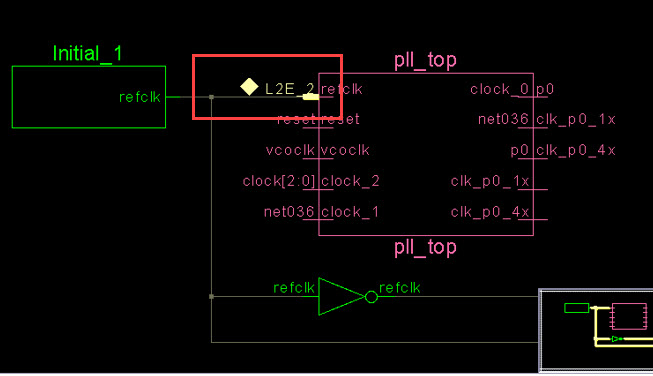 Initial_1
refclk
pll_top
L2E_2 refclk
clock_0 p0
reset reset
net036 clk_p0_1x
vcoclk vcoclk
p0 clk_p0_4x
clock[2:0] clock_2
clk_p0_1x
net036 clock_1
clk_p0_4x
pll_top
refclk refclk